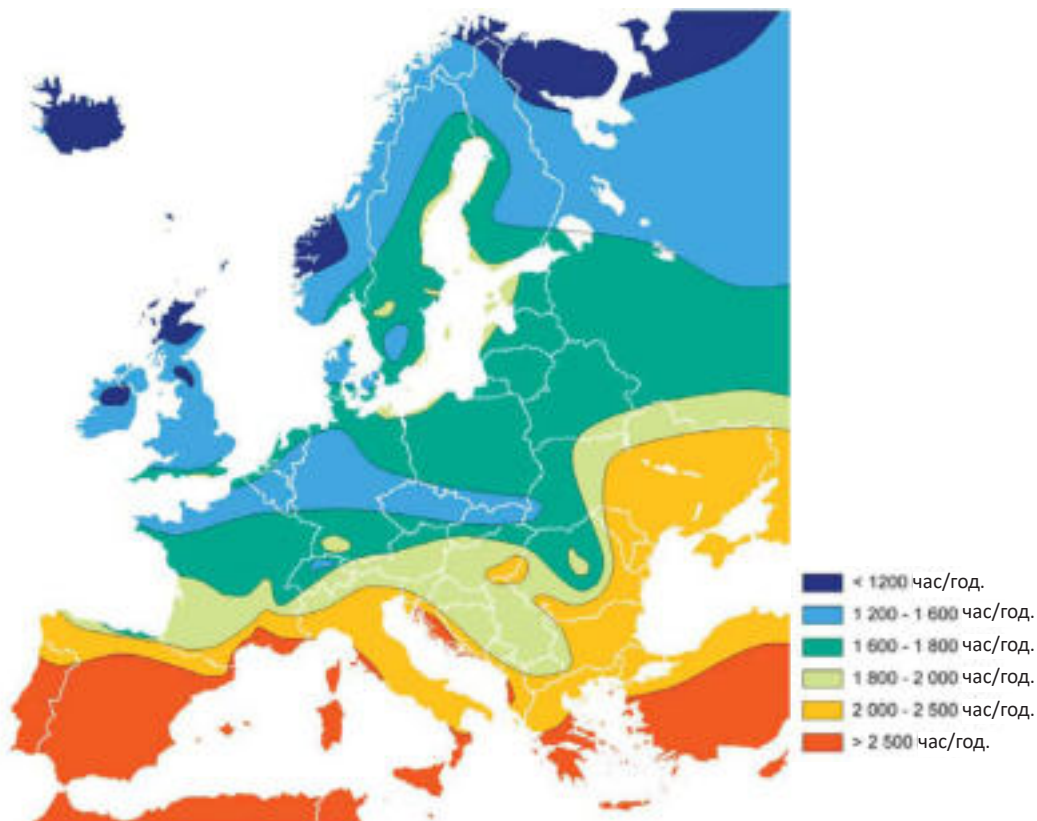 < 1200 час/год.
1 200 - 1 600 час/год.
1 600 - 1 800 час/год.
1 800 - 2 000 час/год.
2 000 - 2 500 час/год.
> 2 500 час/год.